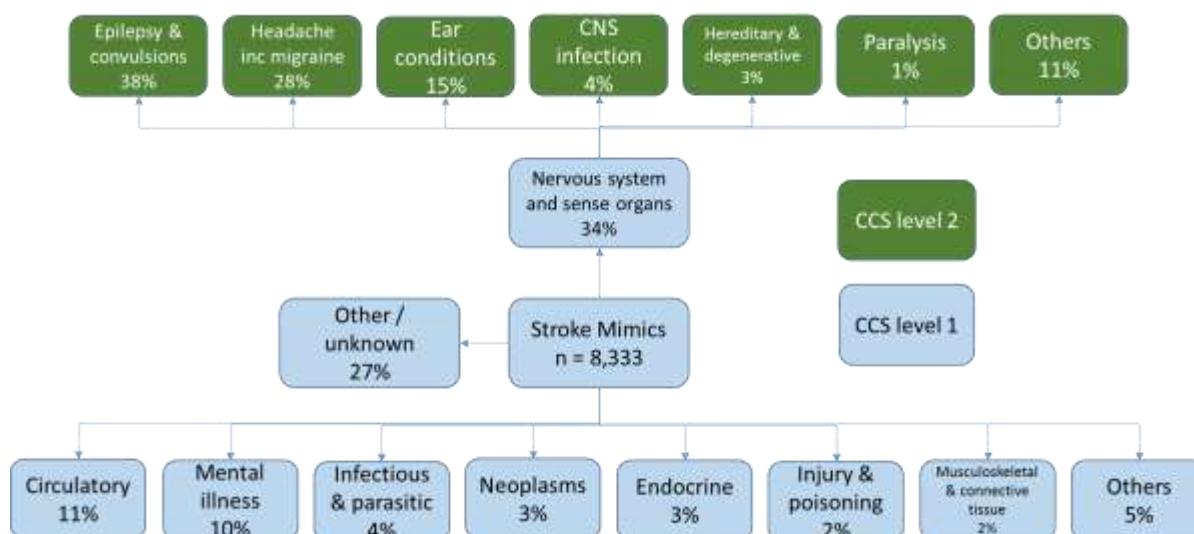 Epilepsy &
convulsions
38%
Headache
inc migraine
28%
Ear
conditions
15%
CNS
infection
4%
Hereditary &
degenerative
3%
Paralysis
1%
Others
11%
Nervous system
and sense organs
34%
CCS level 2
Other /
unknown
27%
Stroke Mimics
n = 8,333
CCS level 1
Circulatory
11%
Mental
illness
10%
Infectious
& parasitic
4%
Neoplasms
3%
Endocrine
3%
Injury &
poisoning
2%
Musculoskeletal
& connective
tissue
2%
Others
5%